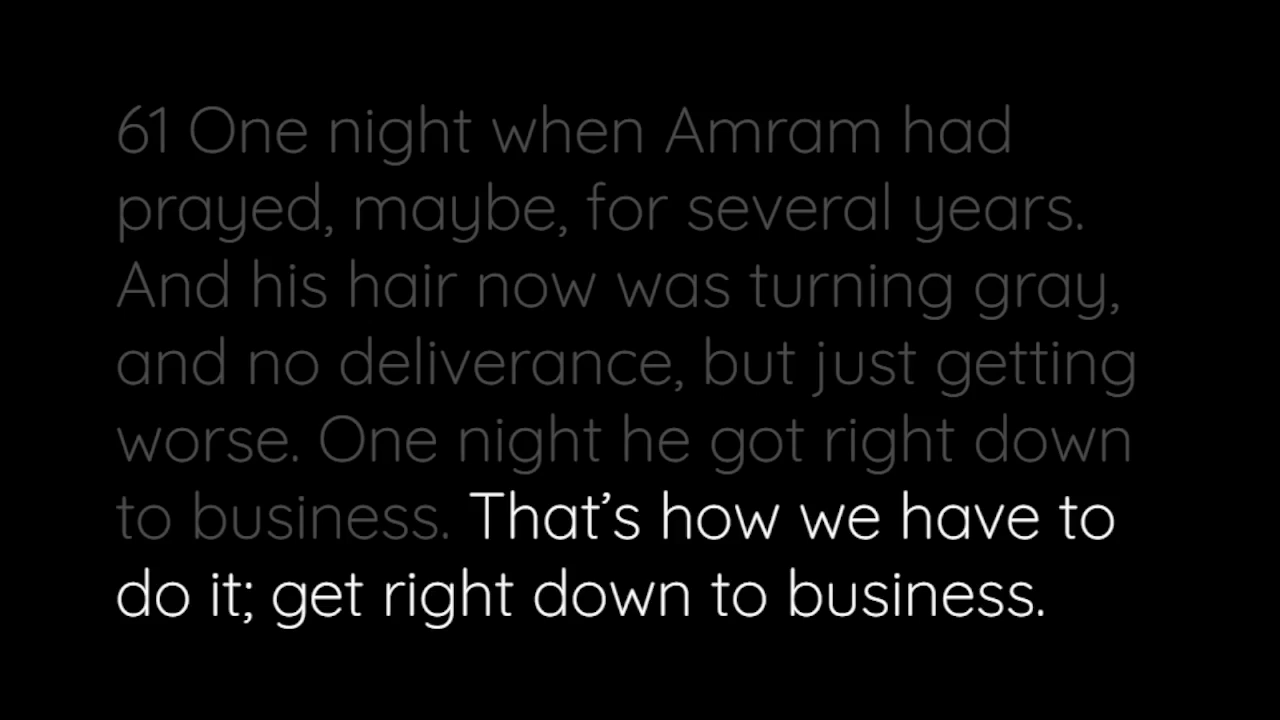 61 One night when Amram had
prayed, maybe, for several years.
And his hair now was turning gray,
and no deliverance, but just getting
worse. One night he got right down
to business. That’s how we have to
do it; get right down to business.